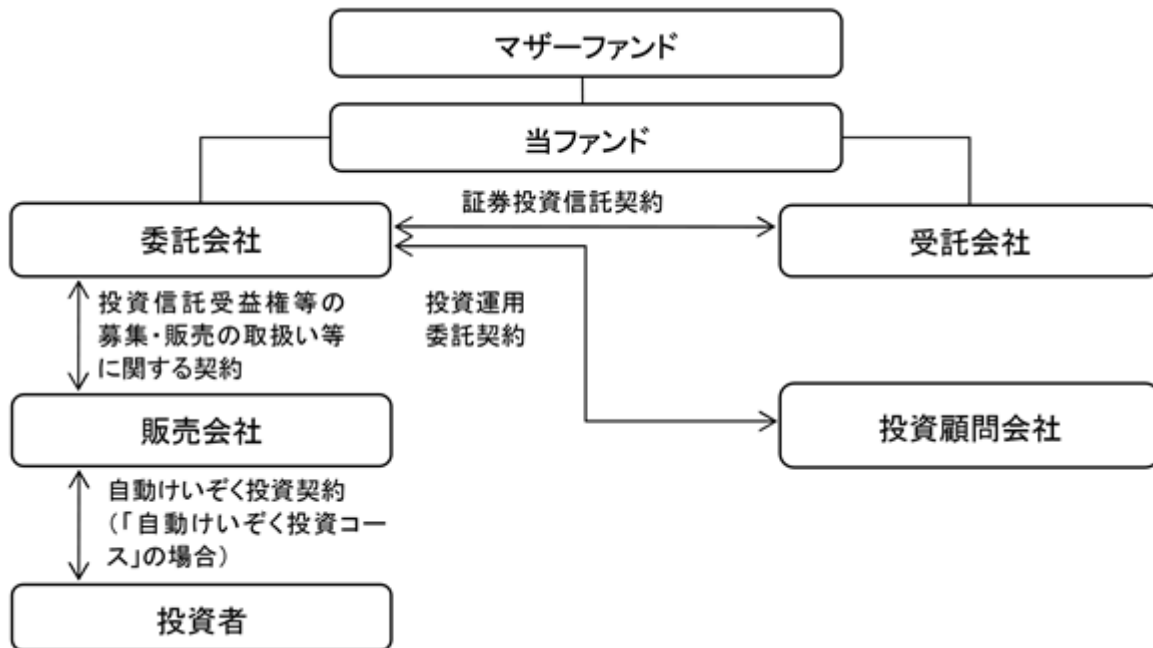 マザーファンド
当ファンド
証券投資信託契約
委託会社
受託会社
投資信託受益権等の
募集・販売の取扱い等
に関する契約
投資運用
委託契約
販売会社
投資顧問会社
自動けいぞく投資契約
(「自動けいぞく投資コー
ス」の場合)
投資者